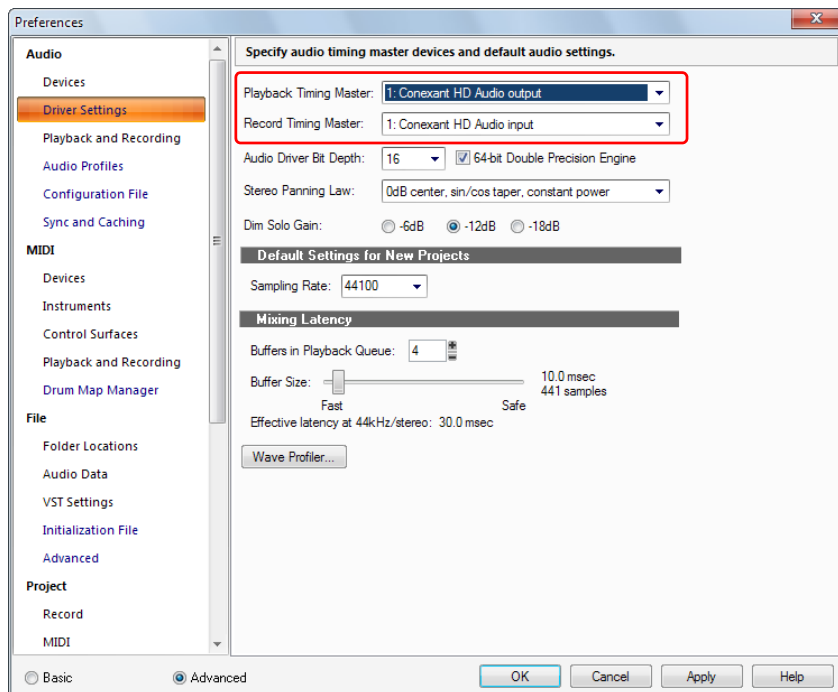 Preferences
Audio
Devices
Driver Settings
Playback and Recording
Audio Profiles
Configuration File
Sync and Caching
MIDI
Devices
Instruments
Control Surfaces
Playback and Recording
Drum Map Manager
File
Folder Locations
Audio Data
VST Settings
Initialization File
Advanced
Project
Record
MIDI
Specify audio timing master devices and default audio settings.
Playback Timing Master: 1: Conexant HD Audio output
Record Timing Master: 1: Conexant HD Audio input
Audio Driver Bit Depth: 16 64-bit Double Precision Engine
Stereo Panning Law: 0dB center, sin/cos taper, constant power
Dim Solo Gain: -6dB -12dB -18dB
Default Settings for New Projects
Sampling Rate: 44100
Mixing Latency
Buffers in Playback Queue: 4
Buffer Size: 10.0 msec
441 samples
Fast Safe
Effective latency at 44kHz/stereo: 30.0 msec
Wave Profiler...
Basic Advanced OK Cancel Apply Help